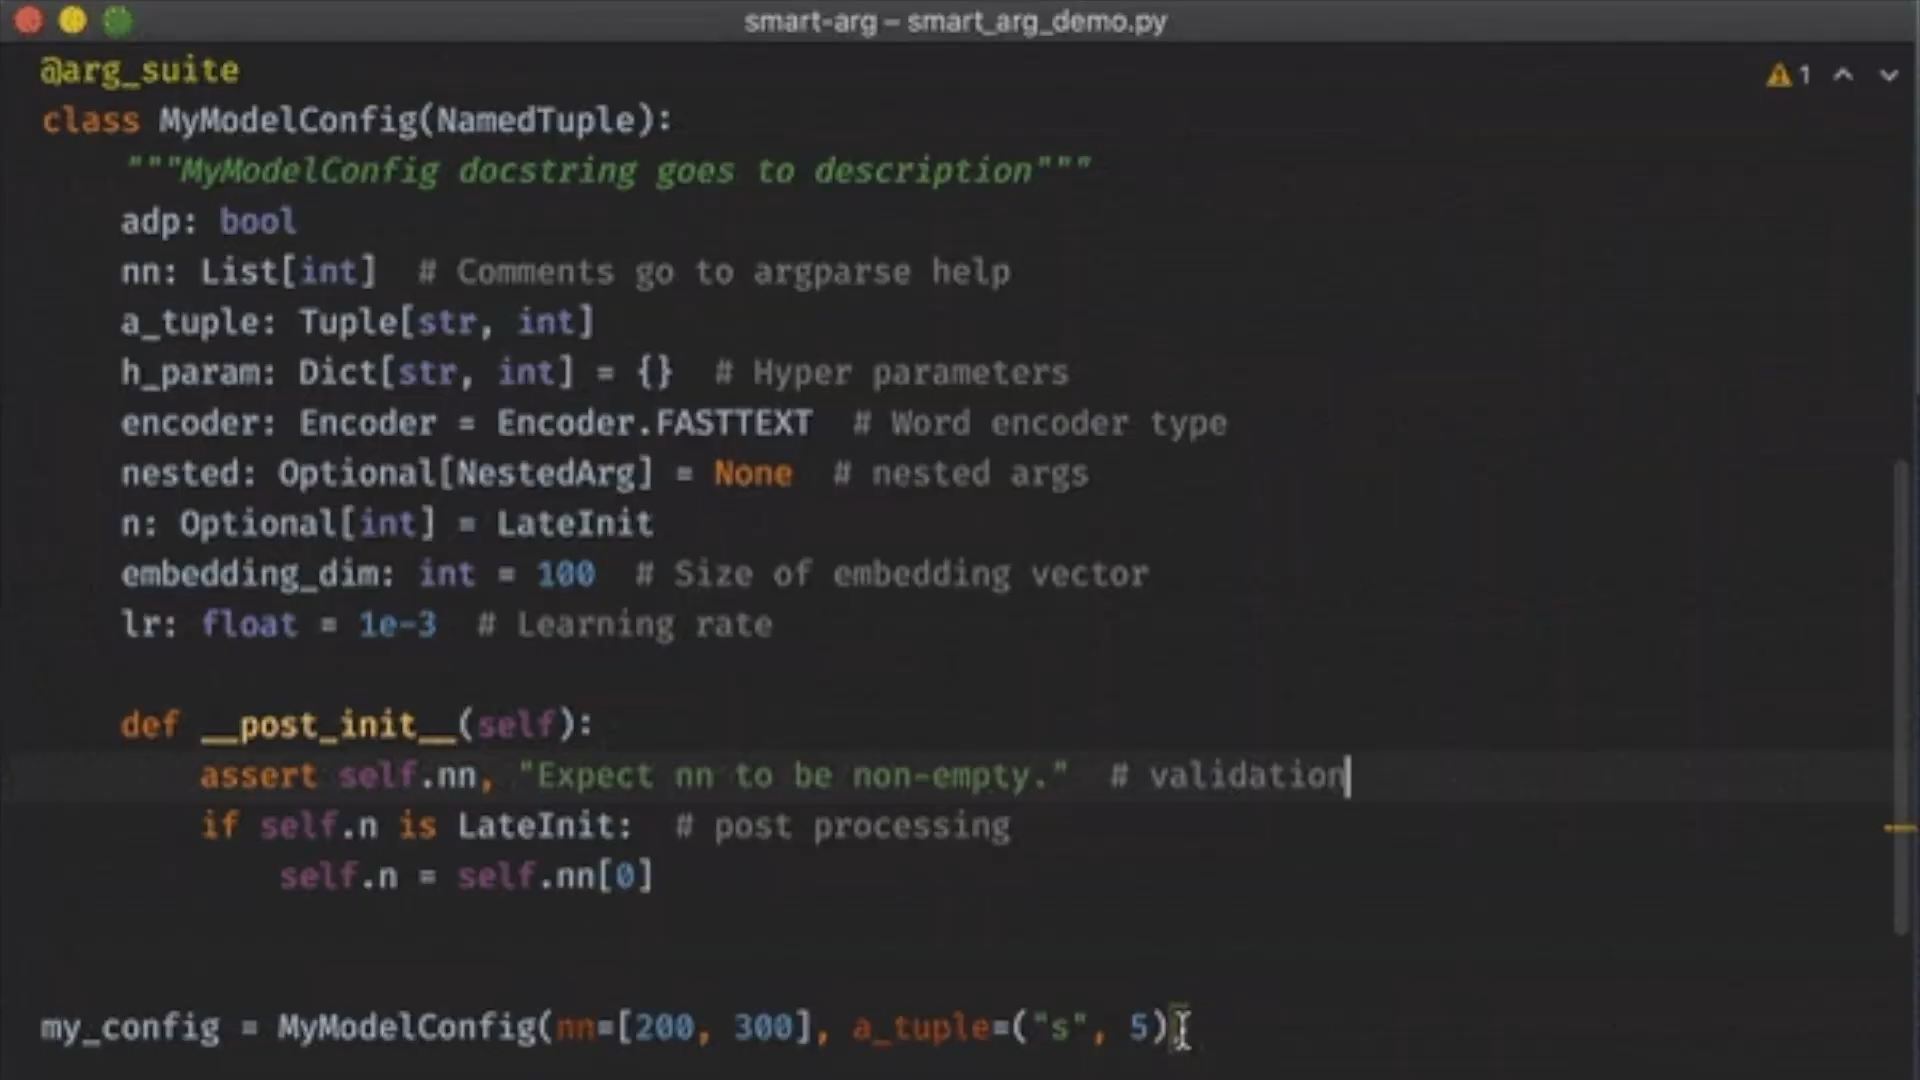 smart-arg – smart_arg_demo.py
@arg_suite
1
class MyModelConfig(NamedTuple):
    """MyModelConfig docstring goes to description"""
    adp: bool
    nn: List[int]  # Comments go to argparse help
    a_tuple: Tuple[str, int]
    h_param: Dict[str, int] = {}  # Hyper parameters
    encoder: Encoder = Encoder.FASTTEXT  # Word encoder type
    nested: Optional[NestedArg] = None  # nested args
    n: Optional[int] = LateInit
    embedding_dim: int = 100  # Size of embedding vector
    lr: float = 1e-3  # Learning rate
    def __post_init__(self):
        assert self.nn, "Expect nn to be non-empty."  # validation
        if self.n is LateInit:  # post processing
            self.n = self.nn[0]
my_config = MyModelConfig(nn=[200, 300], a_tuple=("s", 5)